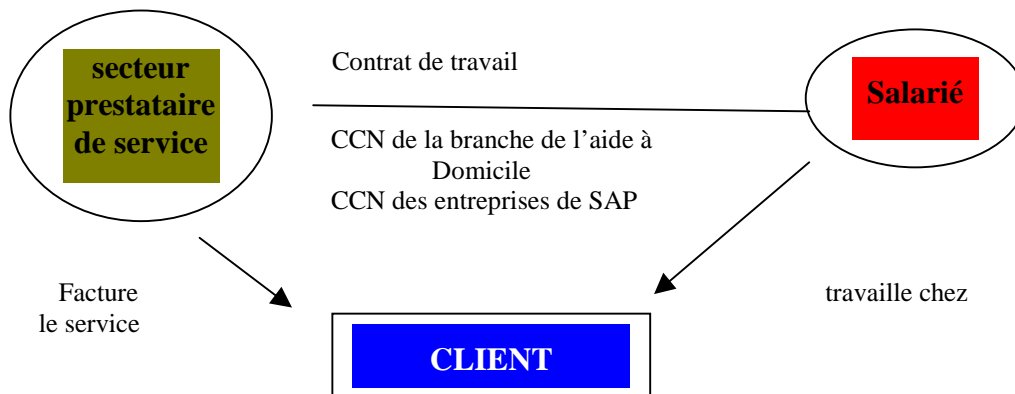 secteur
prestataire
de service
Contrat de travail
Salarié
CCN de la branche de l’aide à
Domicile
CCN des entreprises de SAP
Facture
le service
travaille chez
CLIENT